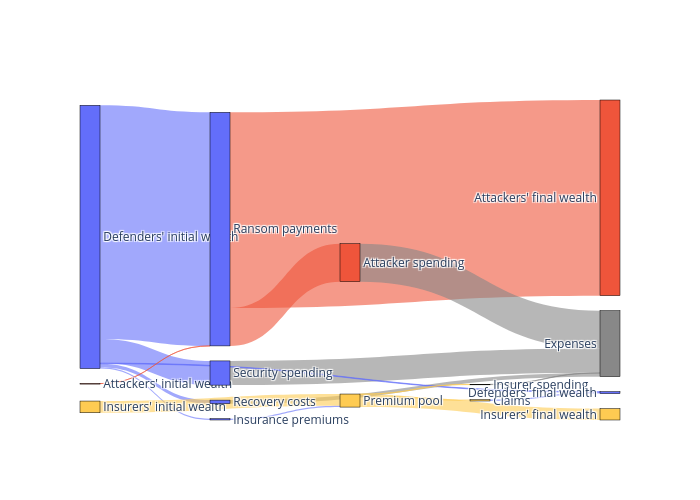 Attackers' final wealth
Ransom payments
Defenders' initial wealth
Attacker spending
Expenses
Security spending
Attackers' initial wealth
Insurer spending
Defenders' final wealth
Recovery costs
Premium pool
Claims
Insurers' initial wealth
Insurers' final wealth
Insurance premiums